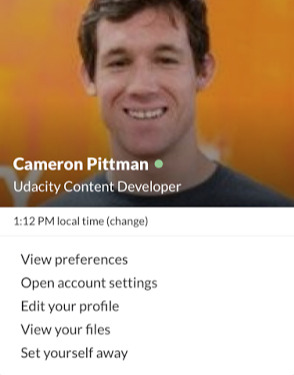 Cameron Pittman
Udacity Content Developer
1:12 PM local time (change)
View preferences
Open account settings
Edit your profile
View your files
Set yourself away